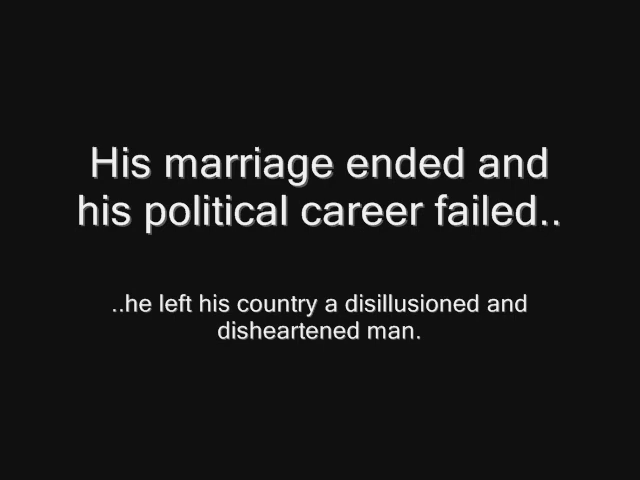 His marriage ended and
his political career failed..
..he left his country a disillusioned and
disheartened man.